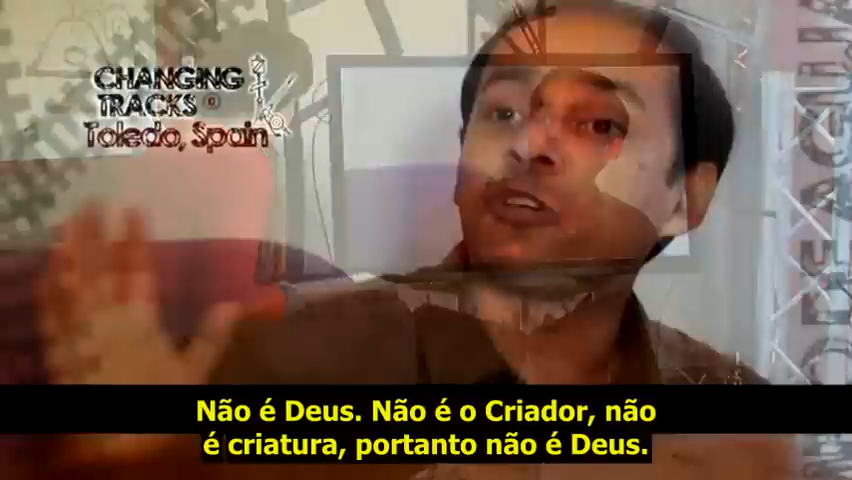 CHANGING
TRACKS
Toledo, Spain
Não é Deus. Não é o Criador, não
é criatura, portanto não é Deus.